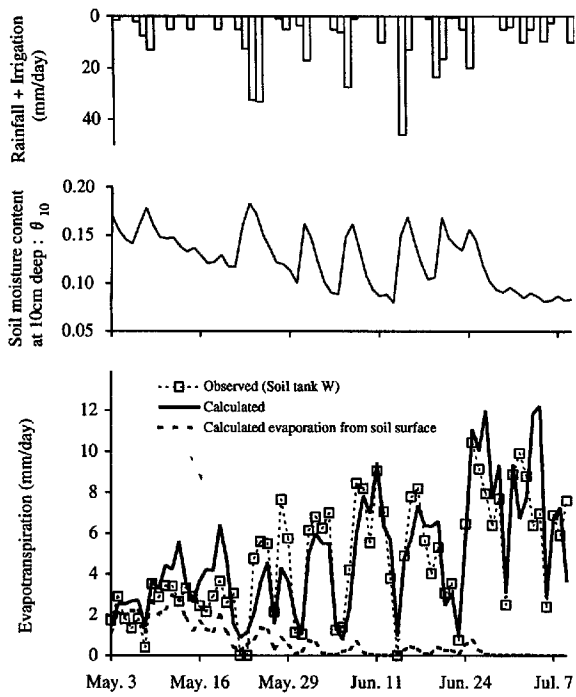 0
20
40
Rainfall + Irrigation
(mm/day)
0.20
0.15
0.10
0.05
Soil moisture content
at 10cm deep : θ 10
Observed (Soil tank W)
Calculated
Calculated evaporation from soil surface
12
10
8
6
4
2
0
Evapotranspiration (mm/day)
May. 3 May. 16 May. 29 Jun. 11 Jun. 24 Jul. 7